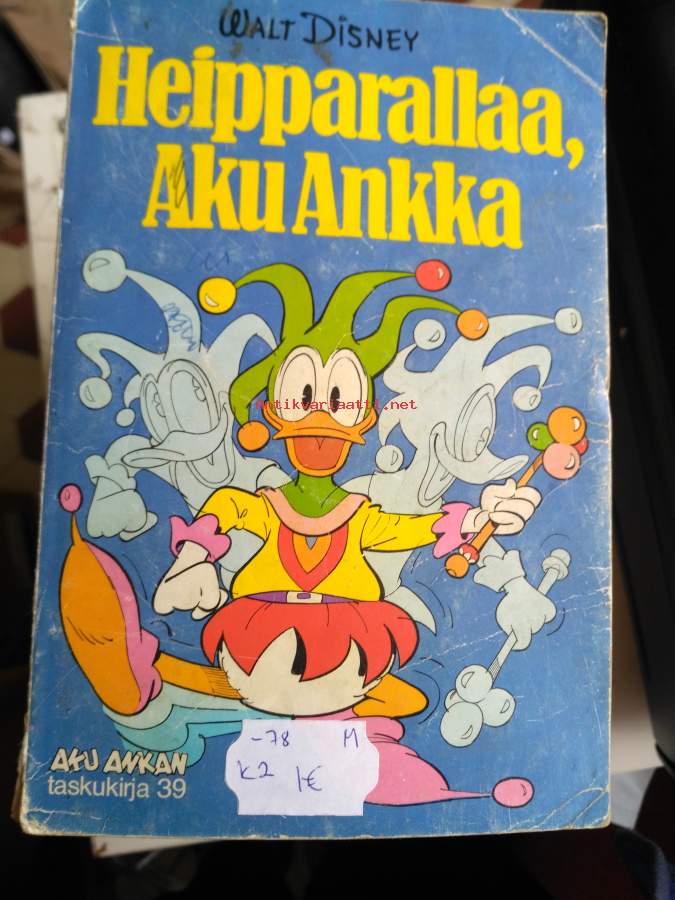 WALT DISNEY
Heipparallaa,
Aku Ankka
Antikvariaatti.net
AKU ANKAN
taskukirja 39
-78 M
K2 1€